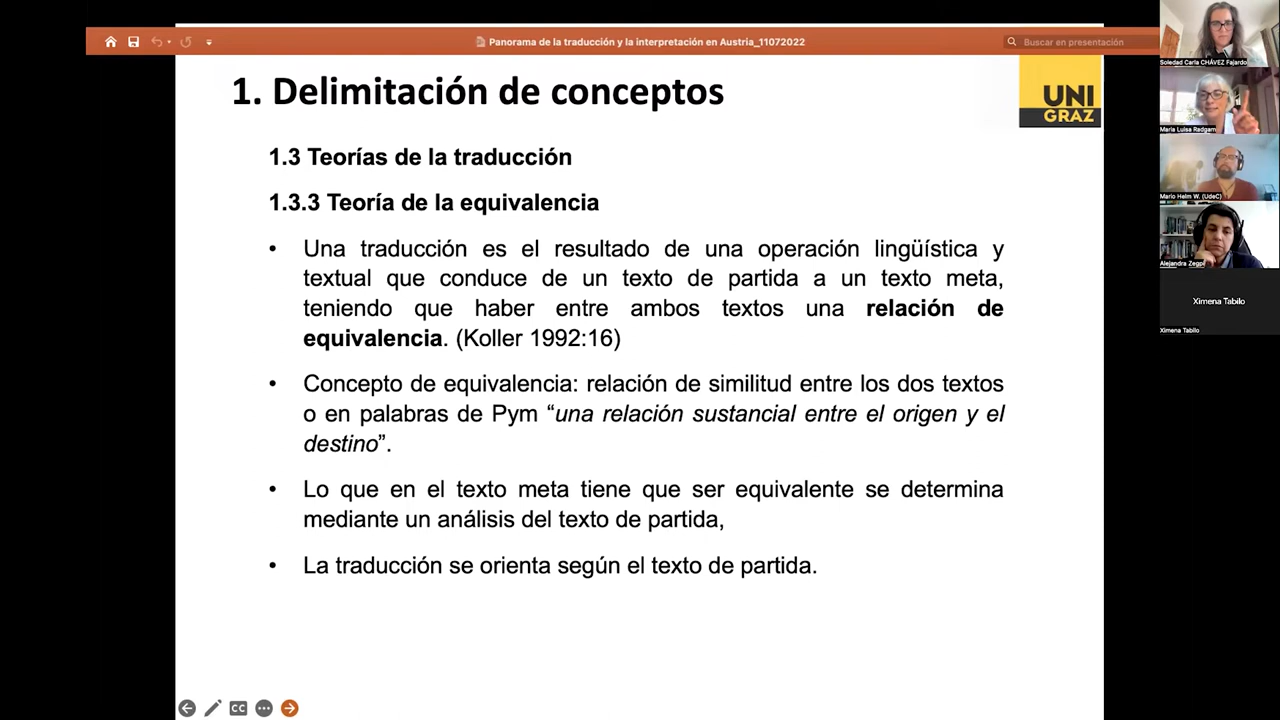 Panorama de la traducción y la interpretación en Austria_11072022
Buscar en presentación
1. Delimitación de conceptos
UNI
GRAZ
1.3 Teorías de la traducción
1.3.3 Teoría de la equivalencia
• Una traducción es el resultado de una operación lingüística y
textual que conduce de un texto de partida a un texto meta,
teniendo que haber entre ambos textos una relación de
equivalencia. (Koller 1992:16)
• Concepto de equivalencia: relación de similitud entre los dos textos
o en palabras de Pym “una relación sustancial entre el origen y el
destino”.
• Lo que en el texto meta tiene que ser equivalente se determina
mediante un análisis del texto de partida,
• La traducción se orienta según el texto de partida.
CC
Soledad Carla CHÁVEZ Fajardo
Maria Luisa
Mario Helm W. (UdeC)
Alejandra
Ximena Tabilo
Ximena Tabilo